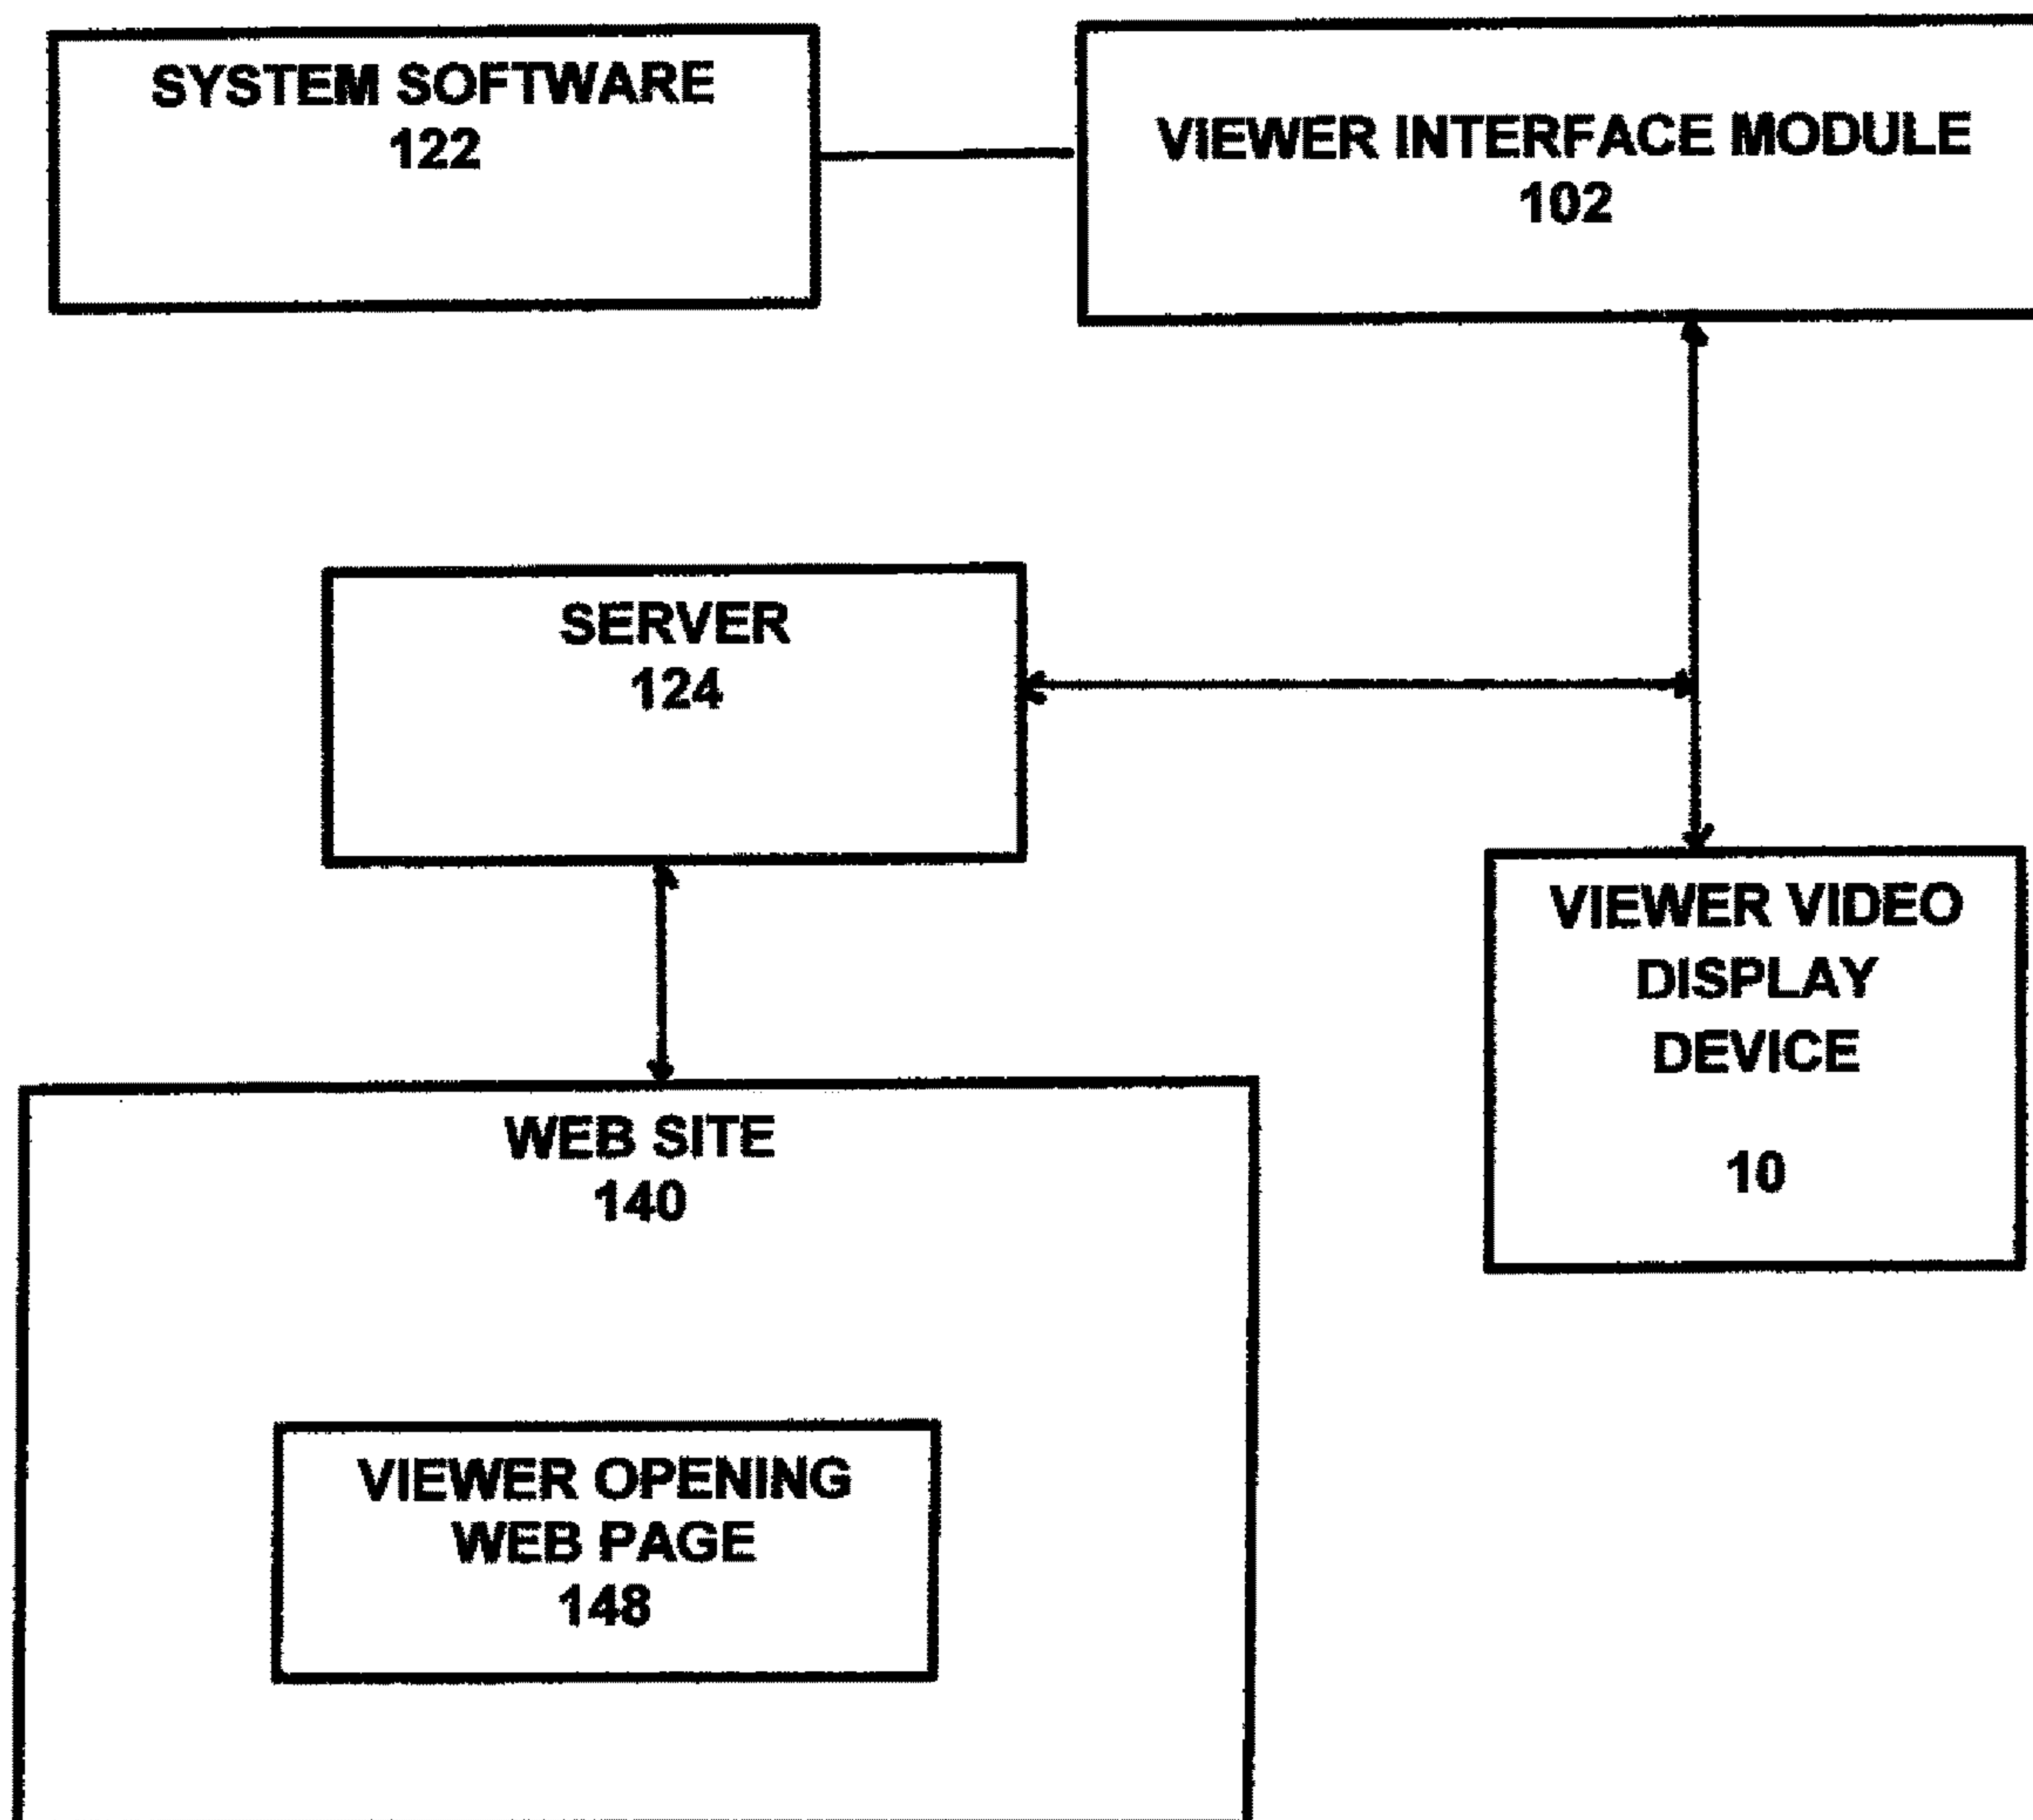 SYSTEM SOFTWARE
122
VIEWER INTERFACE MODULE
102
SERVER
124
VIEWER VIDEO
DISPLAY
DEVICE
10
WEB SITE
140
VIEWER OPENING
WEB PAGE
148